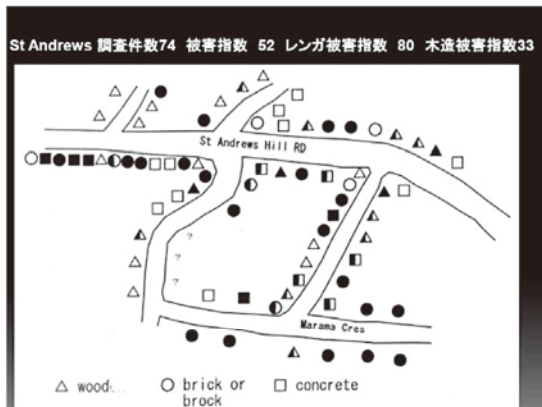 St Andrews 調査件数74 被害指数 52 レンガ被害指数 80 木造被害指数33
St Andrews Hill RD
?
?
?
Marama Cres
△ wood.... ○ brick or □ concrete
brock